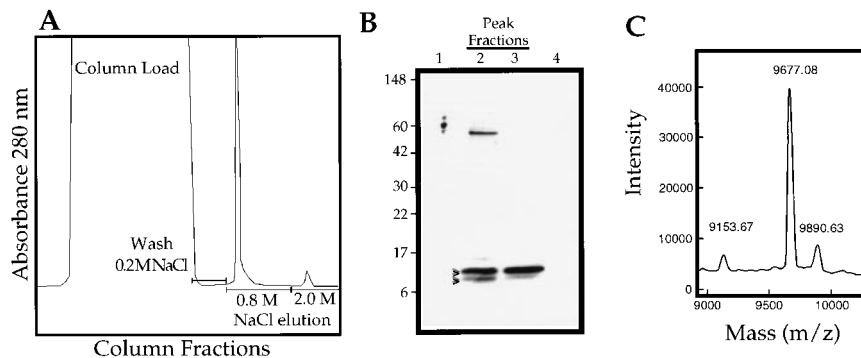 A
Absorbance 280 nm
Column Load
Wash
0.2MNaCl
0.8 M
2.0 M
NaCl elution
Column Fractions
B
Peak
Fractions
1 2 3 4
148
60
42
30
22
17
6
C
Intensity
40000
30000
20000
10000
0
9677.08
9153.67
9890.63
9000 9500 10000
Mass (m/z)